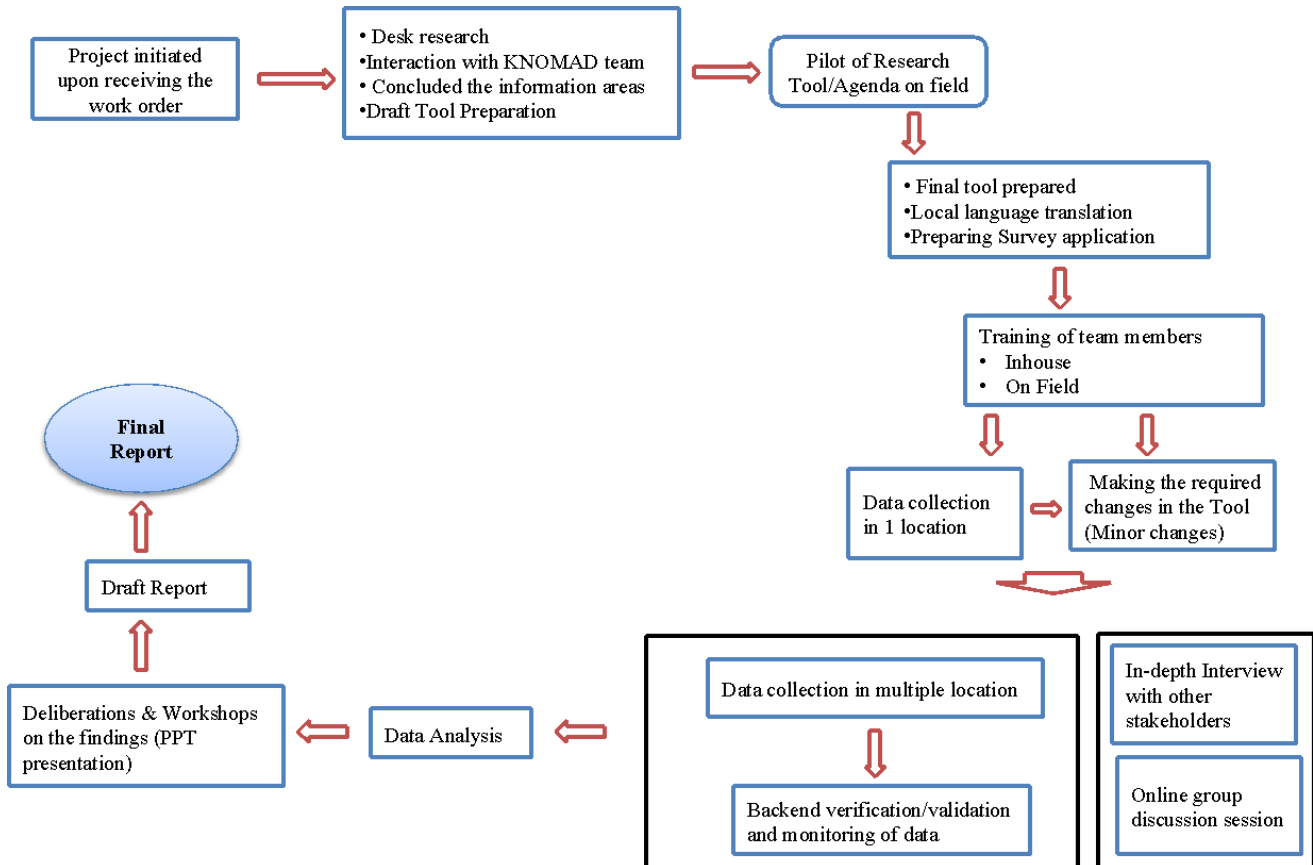 Project initiated
upon receiving the
work order
• Desk research
•Interaction with KNOMAD team
• Concluded the information areas
•Draft Tool Preparation
Pilot of Research
Tool/Agenda on field
• Final tool prepared
•Local language translation
•Preparing Survey application
Training of team members
• Inhouse
• On Field
Data collection
in 1 location
Making the required
changes in the Tool
(Minor changes)
Data collection in multiple location
Backend verification/validation
and monitoring of data
In-depth Interview
with other
stakeholders
Online group
discussion session
Data Analysis
Deliberations & Workshops
on the findings (PPT
presentation)
Draft Report
Final
Report